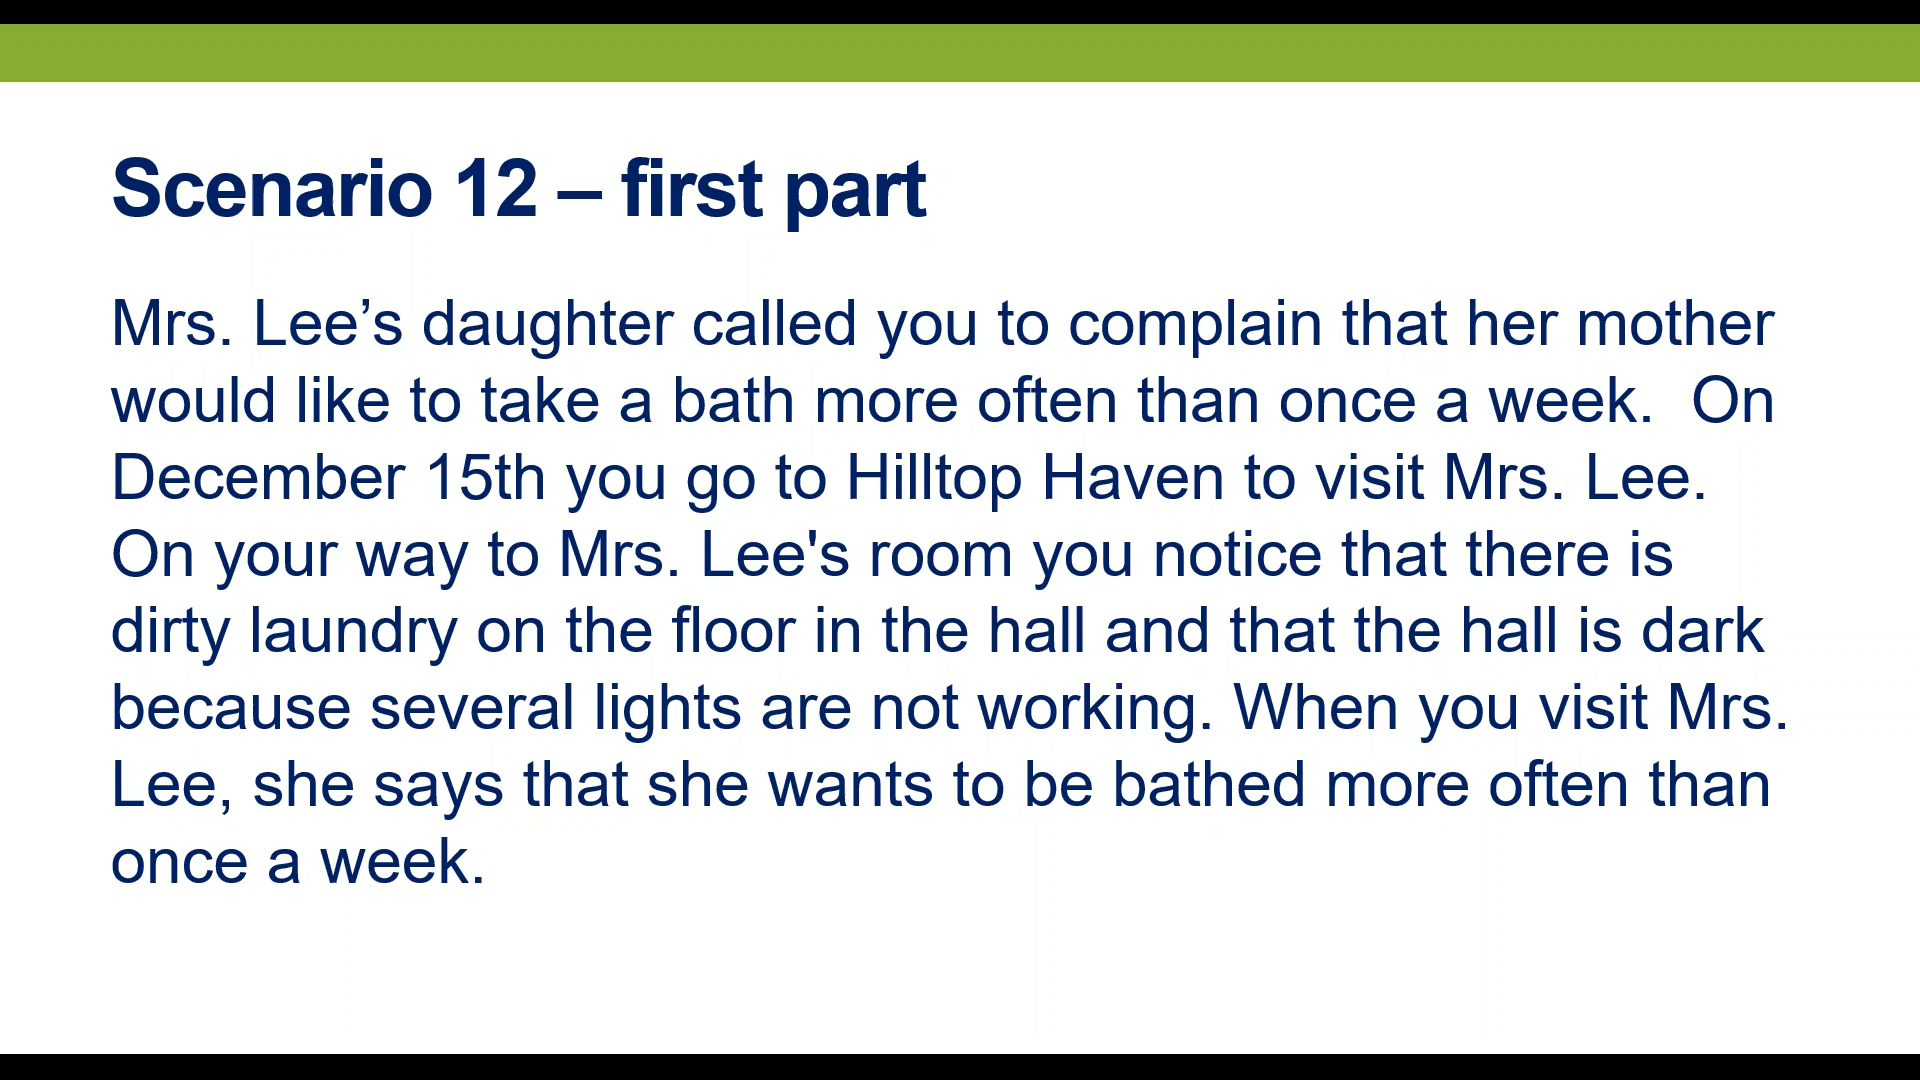 Scenario 12 – first part
Mrs. Lee’s daughter called you to complain that her mother
would like to take a bath more often than once a week.  On
December 15th you go to Hilltop Haven to visit Mrs. Lee.
On your way to Mrs. Lee's room you notice that there is
dirty laundry on the floor in the hall and that the hall is dark
because several lights are not working. When you visit Mrs.
Lee, she says that she wants to be bathed more often than
once a week.